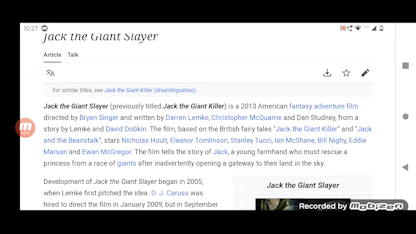 10:27
Jack the Giant Slayer
Article Talk
For similar titles, see Jack the Giant Killer (disambiguation).
Jack the Giant Slayer (previously titled Jack the Giant Killer) is a 2013 American fantasy adventure film
directed by Bryan Singer and written by Darren Lemke, Christopher McQuarrie and Dan Studney, from a
story by Lemke and David Dobkin. The film, based on the British fairy tales "Jack the Giant Killer" and "Jack
and the Beanstalk", stars Nicholas Hoult, Eleanor Tomlinson, Stanley Tucci, Ian McShane, Bill Nighy, Eddie
Marsan and Ewan McGregor. The film tells the story of Jack, a young farmhand who must rescue a
princess from a race of giants after inadvertently opening a gateway to their land in the sky.
Development of Jack the Giant Slayer began in 2005,
when Lemke first pitched the idea. D. J. Caruso was
hired to direct the film in January 2009, but in September
Jack the Giant Slayer
Recorded by Mobizen